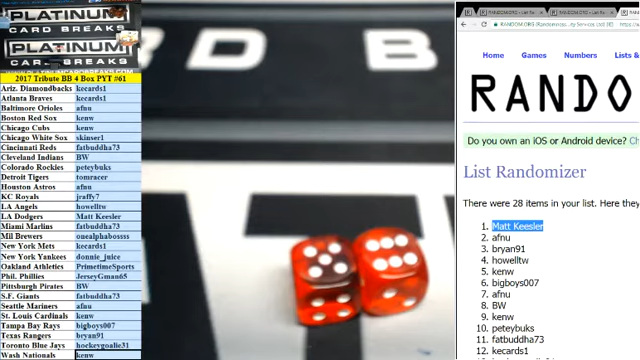 PLATINUM
CARD BREAKS
PLATINUM
CARD BREAKS
2017 Tribute BB 4 Box PYT #61
Ariz. Diamondbacks kecards1
Atlanta Braves kecards1
Baltimore Orioles afnu
Boston Red Sox kenw
Chicago Cubs kenw
Chicago White Sox skinser1
Cincinnati Reds fatbuddha73
Cleveland Indians BW
Colorado Rockies peteybuks
Detroit Tigers tomracer
Houston Astros afnu
KC Royals jraffy7
LA Angels howelltw
LA Dodgers Matt Keesler
Miami Marlins fatbuddha73
Mil Brewers onealphabossss
New York Mets kecards1
New York Yankees donnie_juice
Oakland Athletics PrimetimeSports
Phil. Phillies JerseyGman65
Pittsburgh Pirates BW
S.F. Giants fatbuddha73
Seattle Mariners afnu
St. Louis Cardinals kenw
Tampa Bay Rays bigboys007
Texas Rangers bryan91
Toronto Blue Jays hockeygoalie31
Wash Nationals kenw
RD B
Home Games Numbers Lists &
RANDO
Do you own an iOS or Android device? Ch
List Randomizer
There were 28 items in your list. Here they
1. Matt Keesler
2. afnu
3. bryan91
4. howeltw
5. kenw
6. bigboys007
7. afnu
8. BW
9. kenw
10. peteybuks
11. fatbuddha73
12. kecards1